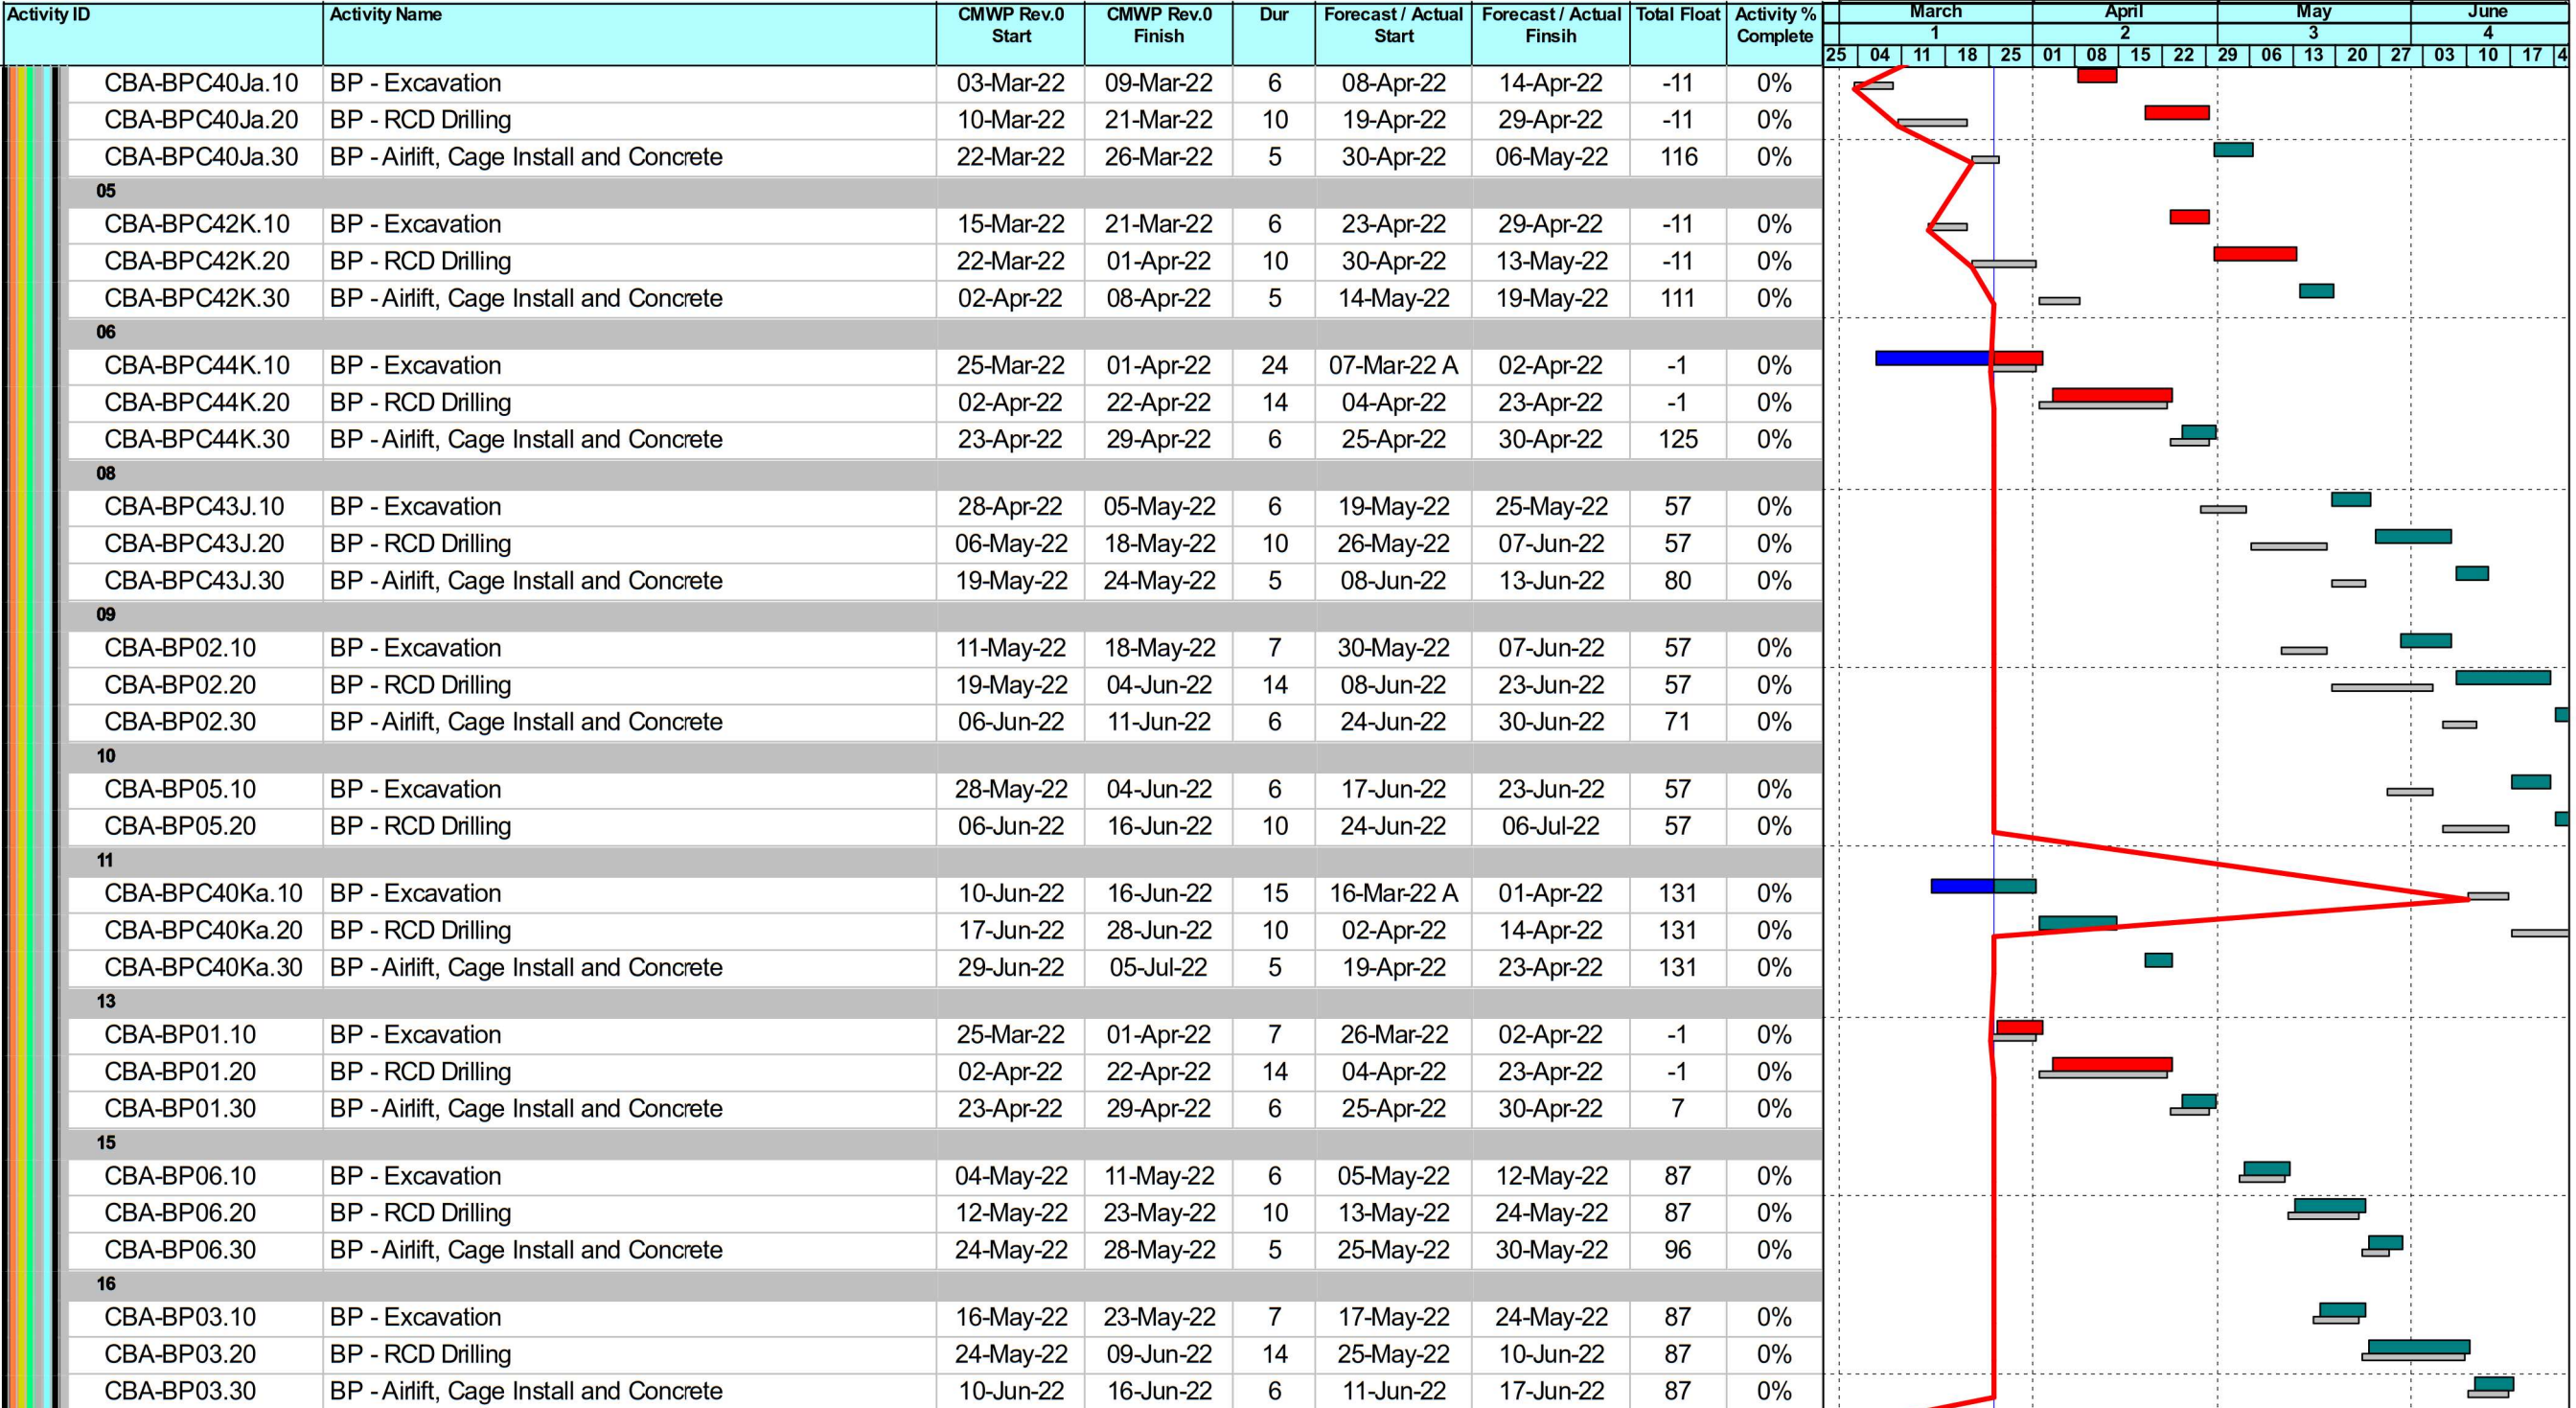 Activity ID Activity Name CMWP Rev.0 Start CMWP Rev.0 Finish Dur Forecast / Actual Start Forecast / Actual Finsih Total Float Activity % Complete March April May June
1 2 3 4
25 04 11 18 25 01 08 15 22 29 06 13 20 27 03 10 17 4
CBA-BPC40Ja.10 BP - Excavation 03-Mar-22 09-Mar-22 6 08-Apr-22 14-Apr-22 -11 0%
CBA-BPC40Ja.20 BP - RCD Drilling 10-Mar-22 21-Mar-22 10 19-Apr-22 29-Apr-22 -11 0%
CBA-BPC40Ja.30 BP - Airlift, Cage Install and Concrete 22-Mar-22 26-Mar-22 5 30-Apr-22 06-May-22 116 0%
05
CBA-BPC42K.10 BP - Excavation 15-Mar-22 21-Mar-22 6 23-Apr-22 29-Apr-22 -11 0%
CBA-BPC42K.20 BP - RCD Drilling 22-Mar-22 01-Apr-22 10 30-Apr-22 13-May-22 -11 0%
CBA-BPC42K.30 BP - Airlift, Cage Install and Concrete 02-Apr-22 08-Apr-22 5 14-May-22 19-May-22 111 0%
06
CBA-BPC44K.10 BP - Excavation 25-Mar-22 01-Apr-22 24 07-Mar-22 A 02-Apr-22 -1 0%
CBA-BPC44K.20 BP - RCD Drilling 02-Apr-22 22-Apr-22 14 04-Apr-22 23-Apr-22 -1 0%
CBA-BPC44K.30 BP - Airlift, Cage Install and Concrete 23-Apr-22 29-Apr-22 6 25-Apr-22 30-Apr-22 125 0%
08
CBA-BPC43J.10 BP - Excavation 28-Apr-22 05-May-22 6 19-May-22 25-May-22 57 0%
CBA-BPC43J.20 BP - RCD Drilling 06-May-22 18-May-22 10 26-May-22 07-Jun-22 57 0%
CBA-BPC43J.30 BP - Airlift, Cage Install and Concrete 19-May-22 24-May-22 5 08-Jun-22 13-Jun-22 80 0%
09
CBA-BP02.10 BP - Excavation 11-May-22 18-May-22 7 30-May-22 07-Jun-22 57 0%
CBA-BP02.20 BP - RCD Drilling 19-May-22 04-Jun-22 14 08-Jun-22 23-Jun-22 57 0%
CBA-BP02.30 BP - Airlift, Cage Install and Concrete 06-Jun-22 11-Jun-22 6 24-Jun-22 30-Jun-22 71 0%
10
CBA-BP05.10 BP - Excavation 28-May-22 04-Jun-22 6 17-Jun-22 23-Jun-22 57 0%
CBA-BP05.20 BP - RCD Drilling 06-Jun-22 16-Jun-22 10 24-Jun-22 06-Jul-22 57 0%
11
CBA-BPC40Ka.10 BP - Excavation 10-Jun-22 16-Jun-22 15 16-Mar-22 A 01-Apr-22 131 0%
CBA-BPC40Ka.20 BP - RCD Drilling 17-Jun-22 28-Jun-22 10 02-Apr-22 14-Apr-22 131 0%
CBA-BPC40Ka.30 BP - Airlift, Cage Install and Concrete 29-Jun-22 05-Jul-22 5 19-Apr-22 23-Apr-22 131 0%
13
CBA-BP01.10 BP - Excavation 25-Mar-22 01-Apr-22 7 26-Mar-22 02-Apr-22 -1 0%
CBA-BP01.20 BP - RCD Drilling 02-Apr-22 22-Apr-22 14 04-Apr-22 23-Apr-22 -1 0%
CBA-BP01.30 BP - Airlift, Cage Install and Concrete 23-Apr-22 29-Apr-22 6 25-Apr-22 30-Apr-22 7 0%
15
CBA-BP06.10 BP - Excavation 04-May-22 11-May-22 6 05-May-22 12-May-22 87 0%
CBA-BP06.20 BP - RCD Drilling 12-May-22 23-May-22 10 13-May-22 24-May-22 87 0%
CBA-BP06.30 BP - Airlift, Cage Install and Concrete 24-May-22 28-May-22 5 25-May-22 30-May-22 96 0%
16
CBA-BP03.10 BP - Excavation 16-May-22 23-May-22 7 17-May-22 24-May-22 87 0%
CBA-BP03.20 BP - RCD Drilling 24-May-22 09-Jun-22 14 25-May-22 10-Jun-22 87 0%
CBA-BP03.30 BP - Airlift, Cage Install and Concrete 10-Jun-22 16-Jun-22 6 11-Jun-22 17-Jun-22 87 0%